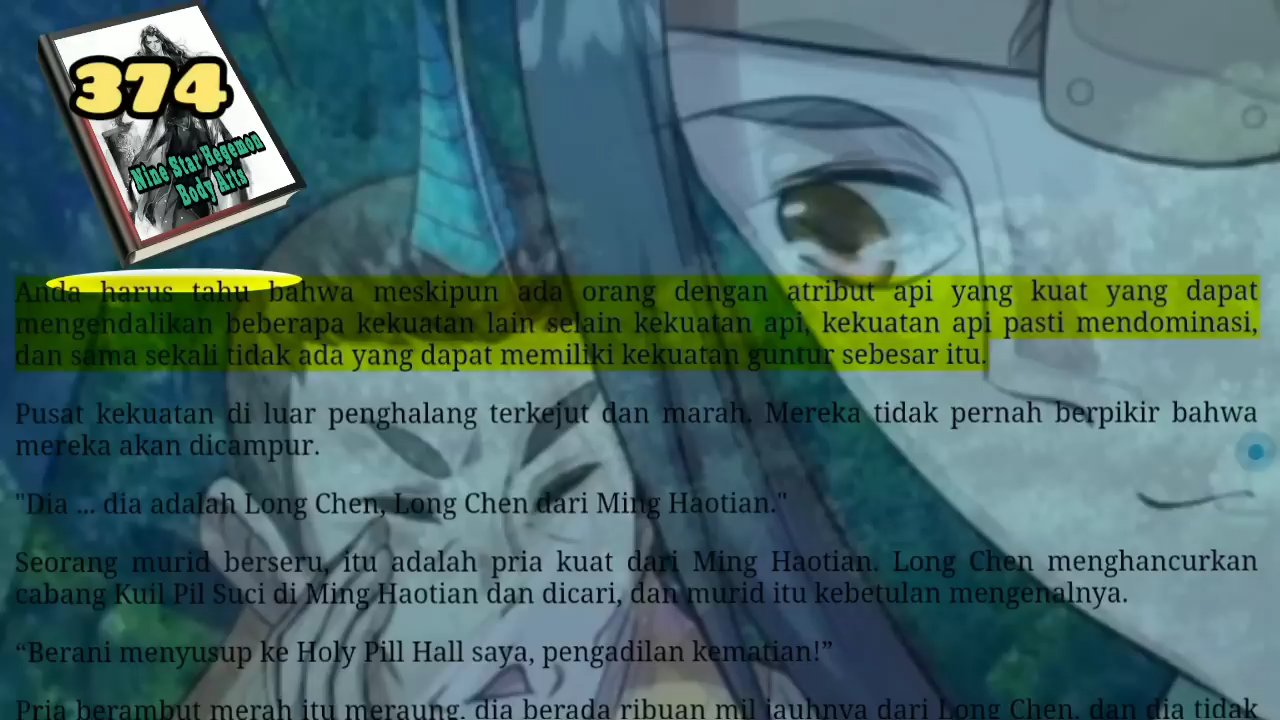 374
Nine Star Hegemon
Body Arts
Anda harus tahu bahwa meskipun ada orang dengan atribut api yang kuat yang dapat
mengendalikan beberapa kekuatan lain selain kekuatan api, kekuatan api pasti mendominasi,
dan sama sekali tidak ada yang dapat memiliki kekuatan guntur sebesar itu.
Pusat kekuatan di luar penghalang terkejut dan marah. Mereka tidak pernah berpikir bahwa
mereka akan dicampur.
"Dia ... dia adalah Long Chen, Long Chen dari Ming Haotian."
Seorang murid berseru, itu adalah pria kuat dari Ming Haotian. Long Chen menghancurkan
cabang Kuil Pil Suci di Ming Haotian dan dicari, dan murid itu kebetulan mengenalnya.
“Berani menyusup ke Holy Pill Hall saya, pengadilan kematian!”
Pria berambut merah itu meraung, dia berada ribuan mil jauhnya dari Long Chen, dan dia tidak